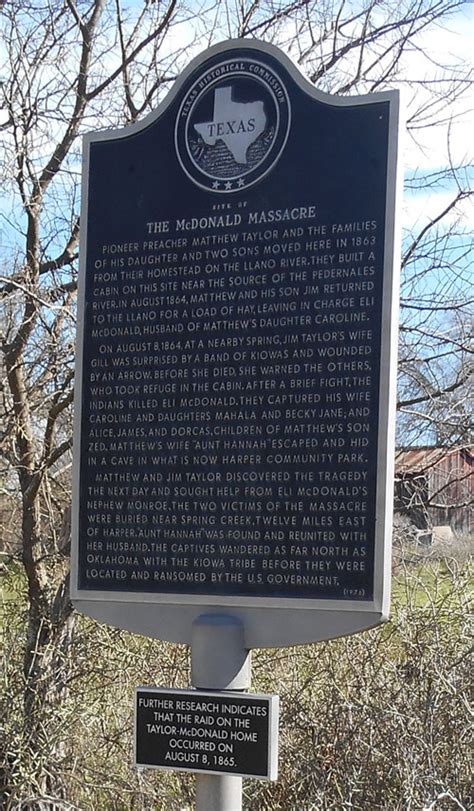 TEXAS HISTORICAL COMMISSION
TEXAS
SITE OF
THE McDONALD MASSACRE
PIONEER PREACHER MATTHEW TAYLOR AND THE FAMILIES
OF HIS DAUGHTER AND TWO SONS MOVED HERE IN 1863
FROM THEIR HOMESTEAD ON THE LLANO RIVER. THEY BUILT A
CABIN ON THIS SITE NEAR THE SOURCE OF THE PEDERNALES
RIVER. IN AUGUST 1864, MATTHEW AND HIS SON JIM RETURNED
TO THE LLANO FOR A LOAD OF HAY, LEAVING IN CHARGE ELI
McDONALD, HUSBAND OF MATTHEW'S DAUGHTER CAROLINE.
ON AUGUST 8, 1864, AT A NEARBY SPRING, JIM TAYLOR'S WIFE
GILL WAS SURPRISED BY A BAND OF KIOWAS AND WOUNDED
BY AN ARROW. BEFORE SHE DIED, SHE WARNED THE OTHERS,
WHO TOOK REFUGE IN THE CABIN. AFTER A BRIEF FIGHT, THE
INDIANS KILLED ELI McDONALD. THEY CAPTURED HIS WIFE
CAROLINE AND DAUGHTERS MAHALA AND BECKY JANE; AND
ALICE, JAMES, AND DORCAS, CHILDREN OF MATTHEW'S SON
ZED. MATTHEW'S WIFE "AUNT HANNAH" ESCAPED AND HID
IN A CAVE IN WHAT IS NOW HARPER COMMUNITY PARK.
MATTHEW AND JIM TAYLOR DISCOVERED THE TRAGEDY
THE NEXT DAY AND SOUGHT HELP FROM ELI McDONALD'S
NEPHEW MONROE. THE TWO VICTIMS OF THE MASSACRE
WERE BURIED NEAR SPRING CREEK, TWELVE MILES EAST
OF HARPER. "AUNT HANNAH" WAS FOUND AND REUNITED WITH
HER HUSBAND. THE CAPTIVES WANDERED AS FAR NORTH AS
OKLAHOMA WITH THE KIOWA TRIBE BEFORE THEY WERE
LOCATED AND RANSOMED BY THE U.S. GOVERNMENT.
FURTHER RESEARCH INDICATES
THAT THE RAID ON THE
TAYLOR-McDONALD HOME
OCCURRED ON
AUGUST 8, 1865.